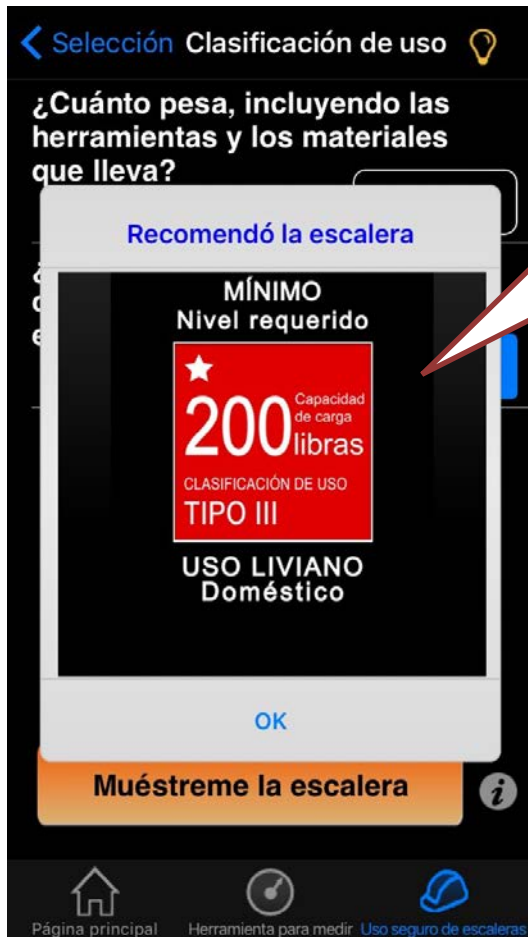 Selección Clasificación de uso
¿Cuánto pesa, incluyendo las
herramientas y los materiales
que lleva?
Recomendó la escalera
MÍNIMO
Nivel requerido
200 Capacidad
de carga
libras
CLASIFICACIÓN DE USO
TIPO III
USO LIVIANO
Doméstico
OK
Muéstreme la escalera
Página principal Herramienta para medir Uso seguro de escaleras